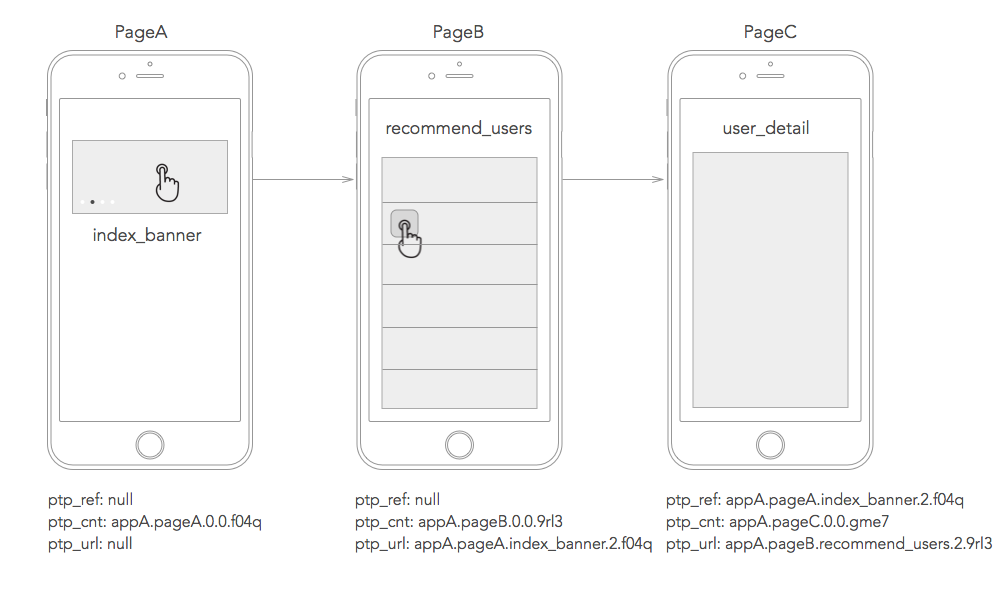 PageA
PageB
PageC
recommend_users
user_detail
index_banner
ptp_ref: null
ptp_cnt: appA.pageA.0.0.f04q
ptp_url: null
ptp_ref: null
ptp_cnt: appA.pageB.0.0.9rl3
ptp_url: appA.pageA.index_banner.2.f04q
ptp_ref: appA.pageA.index_banner.2.f04q
ptp_cnt: appA.pageC.0.0.gme7
ptp_url: appA.pageB.recommend_users.2.9rl3